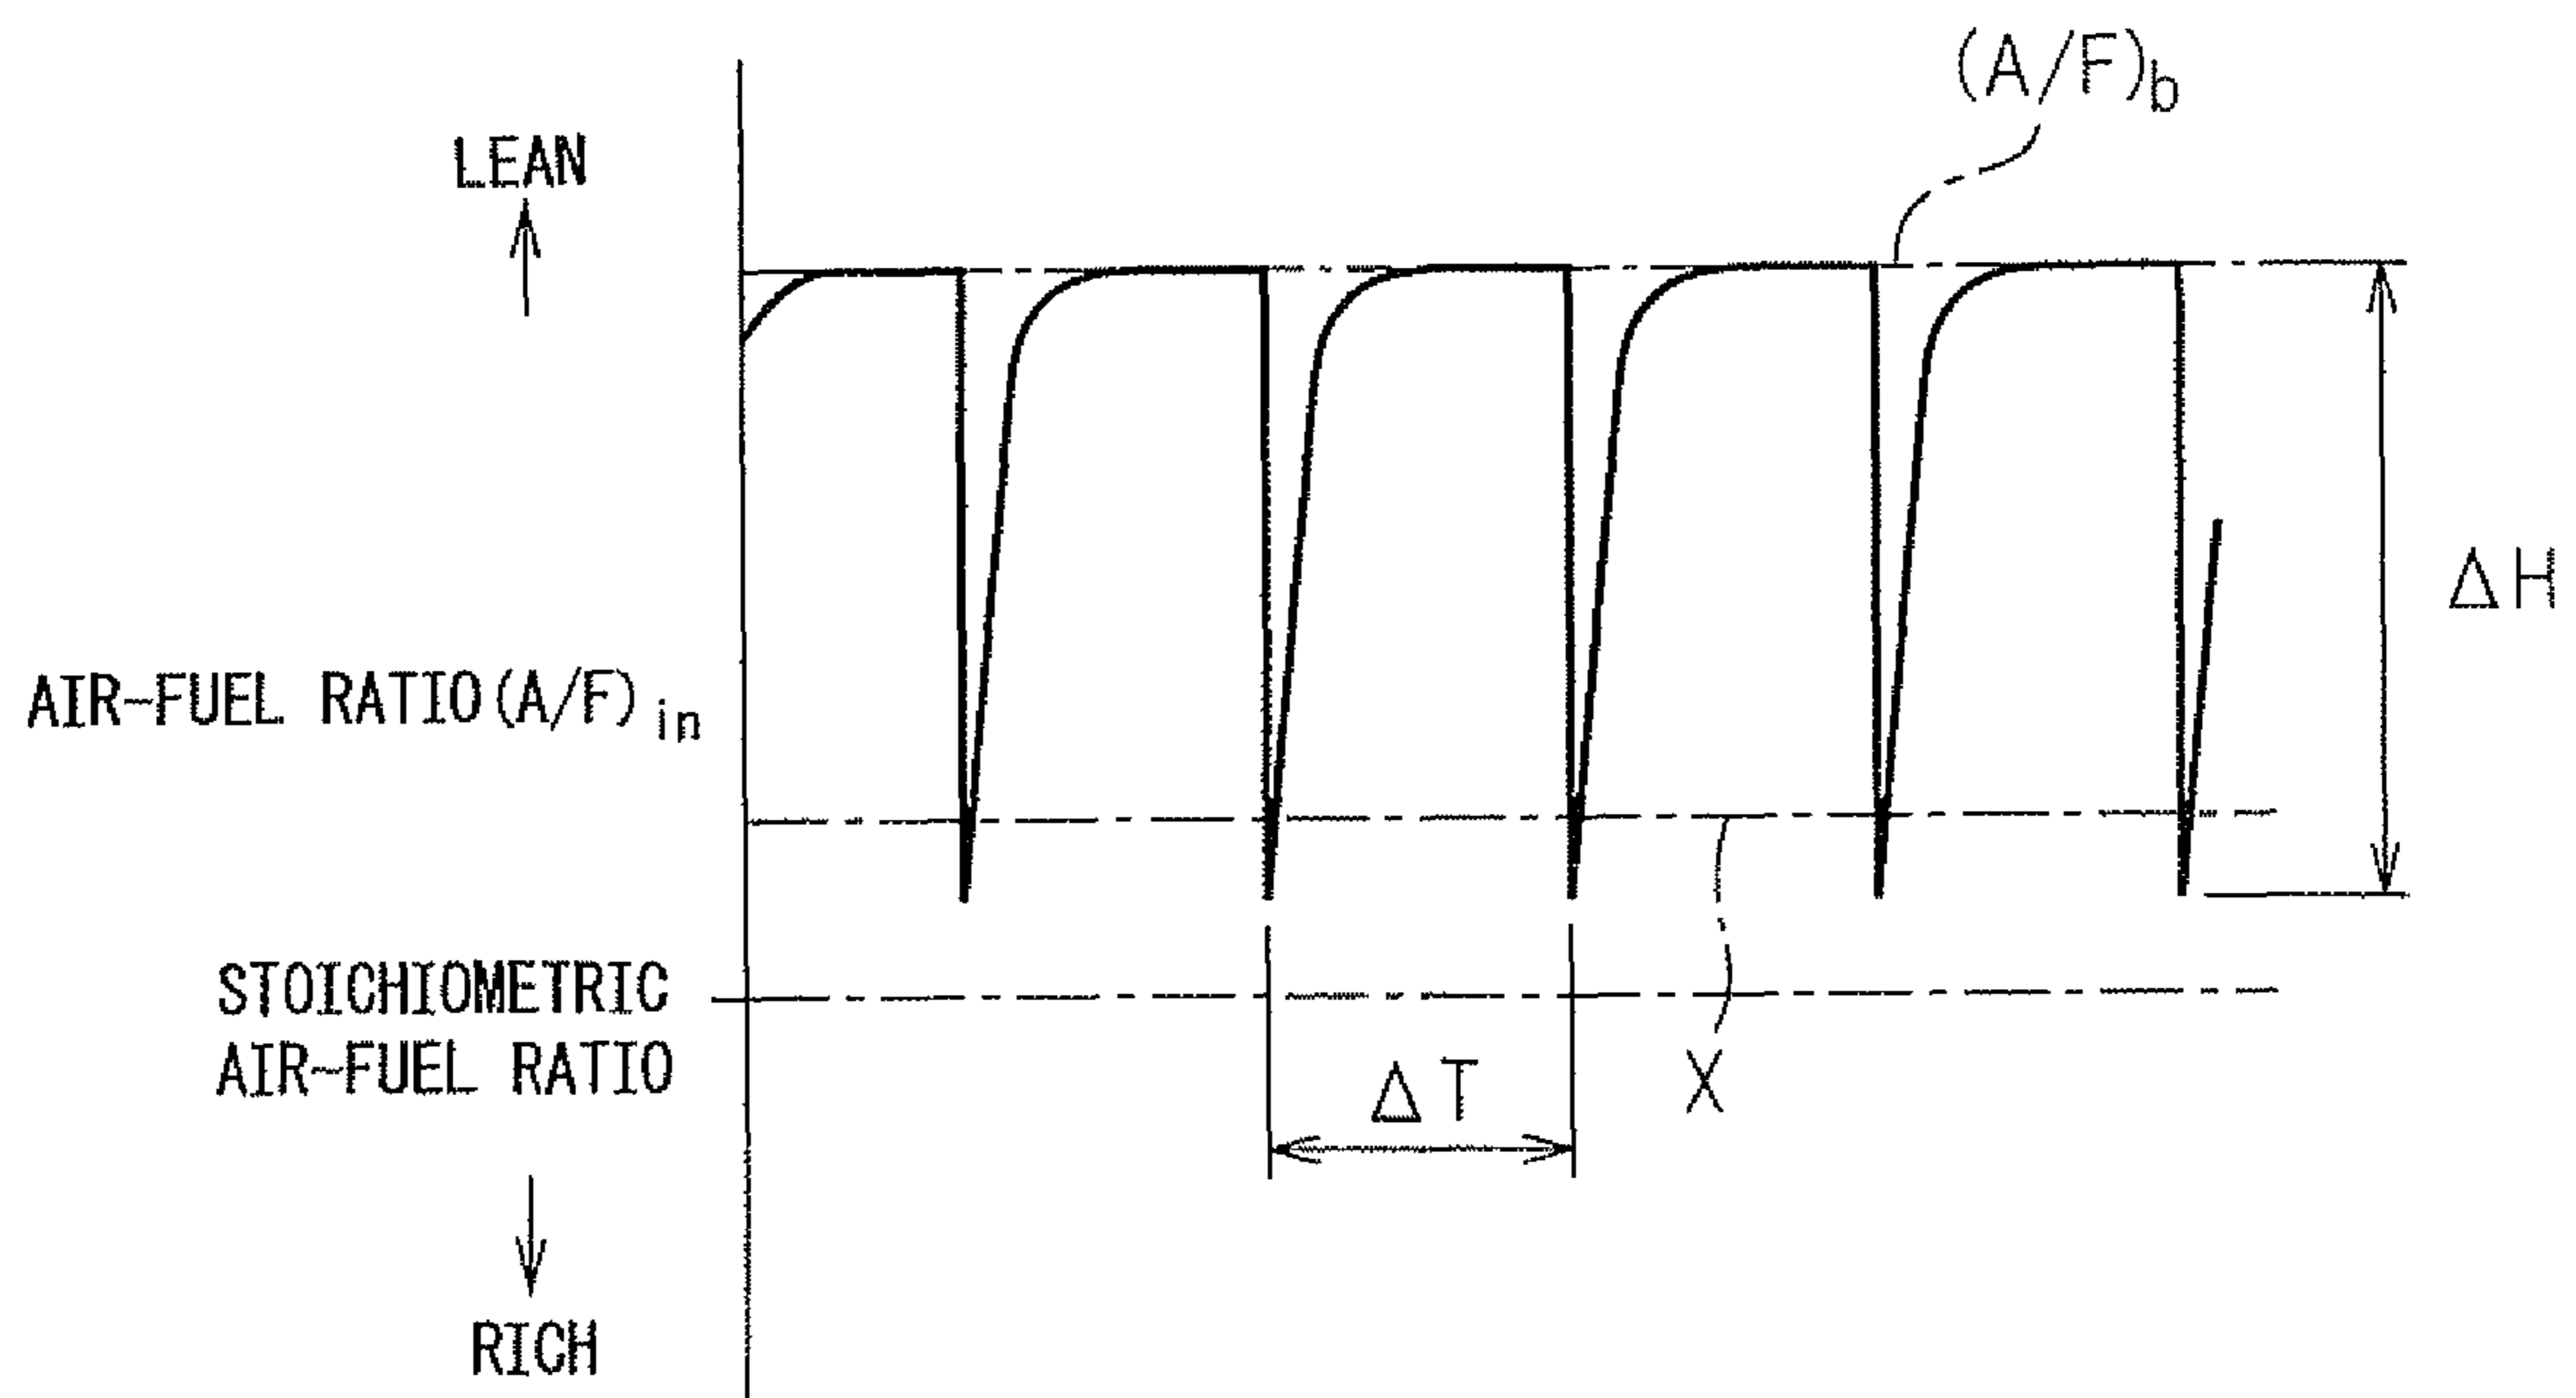 (A/F)b
LEAN
ΔH
AIR-FUEL RATIO(A/F) in
STOICHIOMETRIC
AIR-FUEL RATIO
ΔT
X
RICH